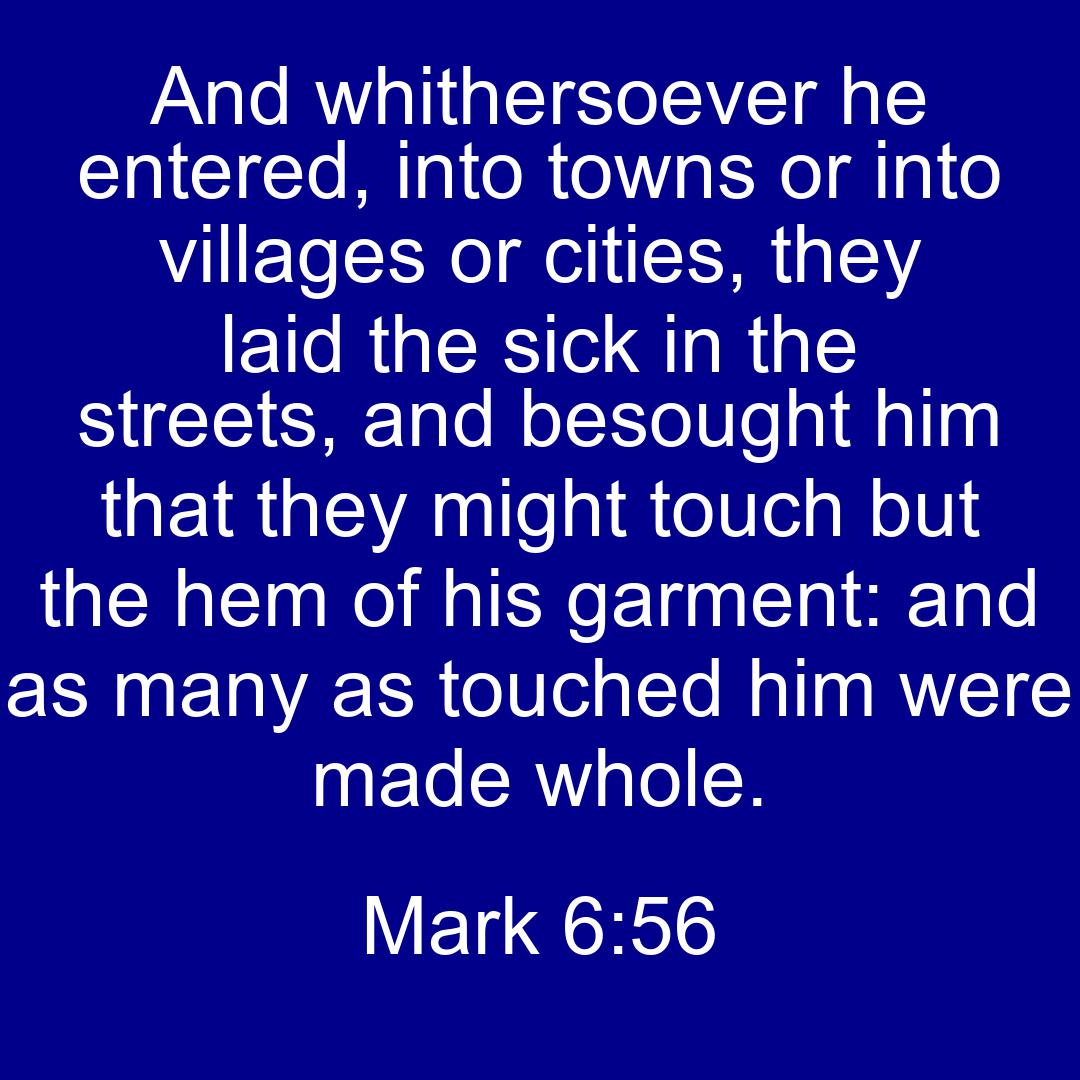 And whithersoever he
entered, into towns or into
villages or cities, they
laid the sick in the
streets, and besought him
that they might touch but
the hem of his garment: and
as many as touched him were
made whole.
Mark 6:56